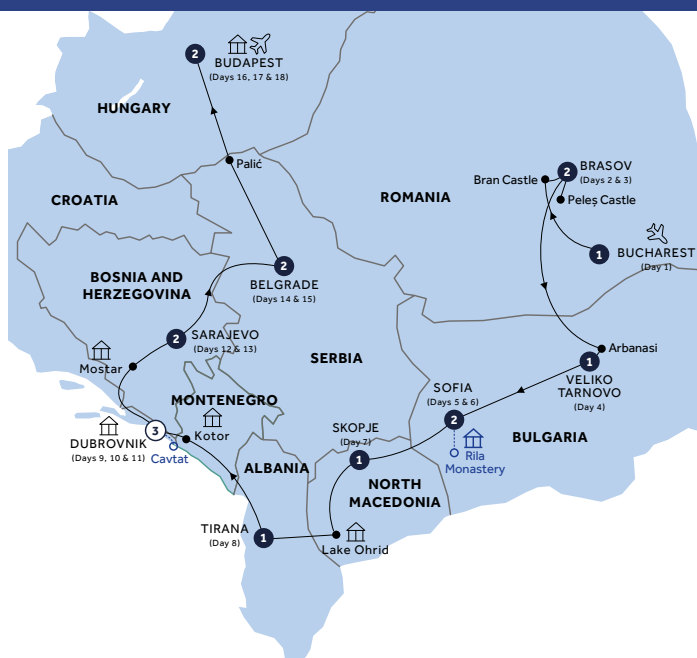 2
BUDAPEST
(Days 16, 17 & 18)
HUNGARY
Palić
CROATIA
ROMANIA
Bran Castle
2
BRASOV
(Days 2 & 3)
Peleș Castle
1
BUCHAREST
(Day 1)
BOSNIA AND
HERZEGOVINA
2
BELGRADE
(Days 14 & 15)
2
SARAJEVO
(Days 12 & 13)
SERBIA
Mostar
Arbanasi
1
VELIKO
TARNOVO
(Day 4)
SOFIA
(Days 5 & 6)
2
BULGARIA
Rila
Monastery
MONTENEGRO
Kotor
3
DUBROVNIK
(Days 9, 10 & 11)
Cavtat
SKOPJE
(Day 7)
1
ALBANIA
NORTH
MACEDONIA
TIRANA
(Day 8)
1
Lake Ohrid